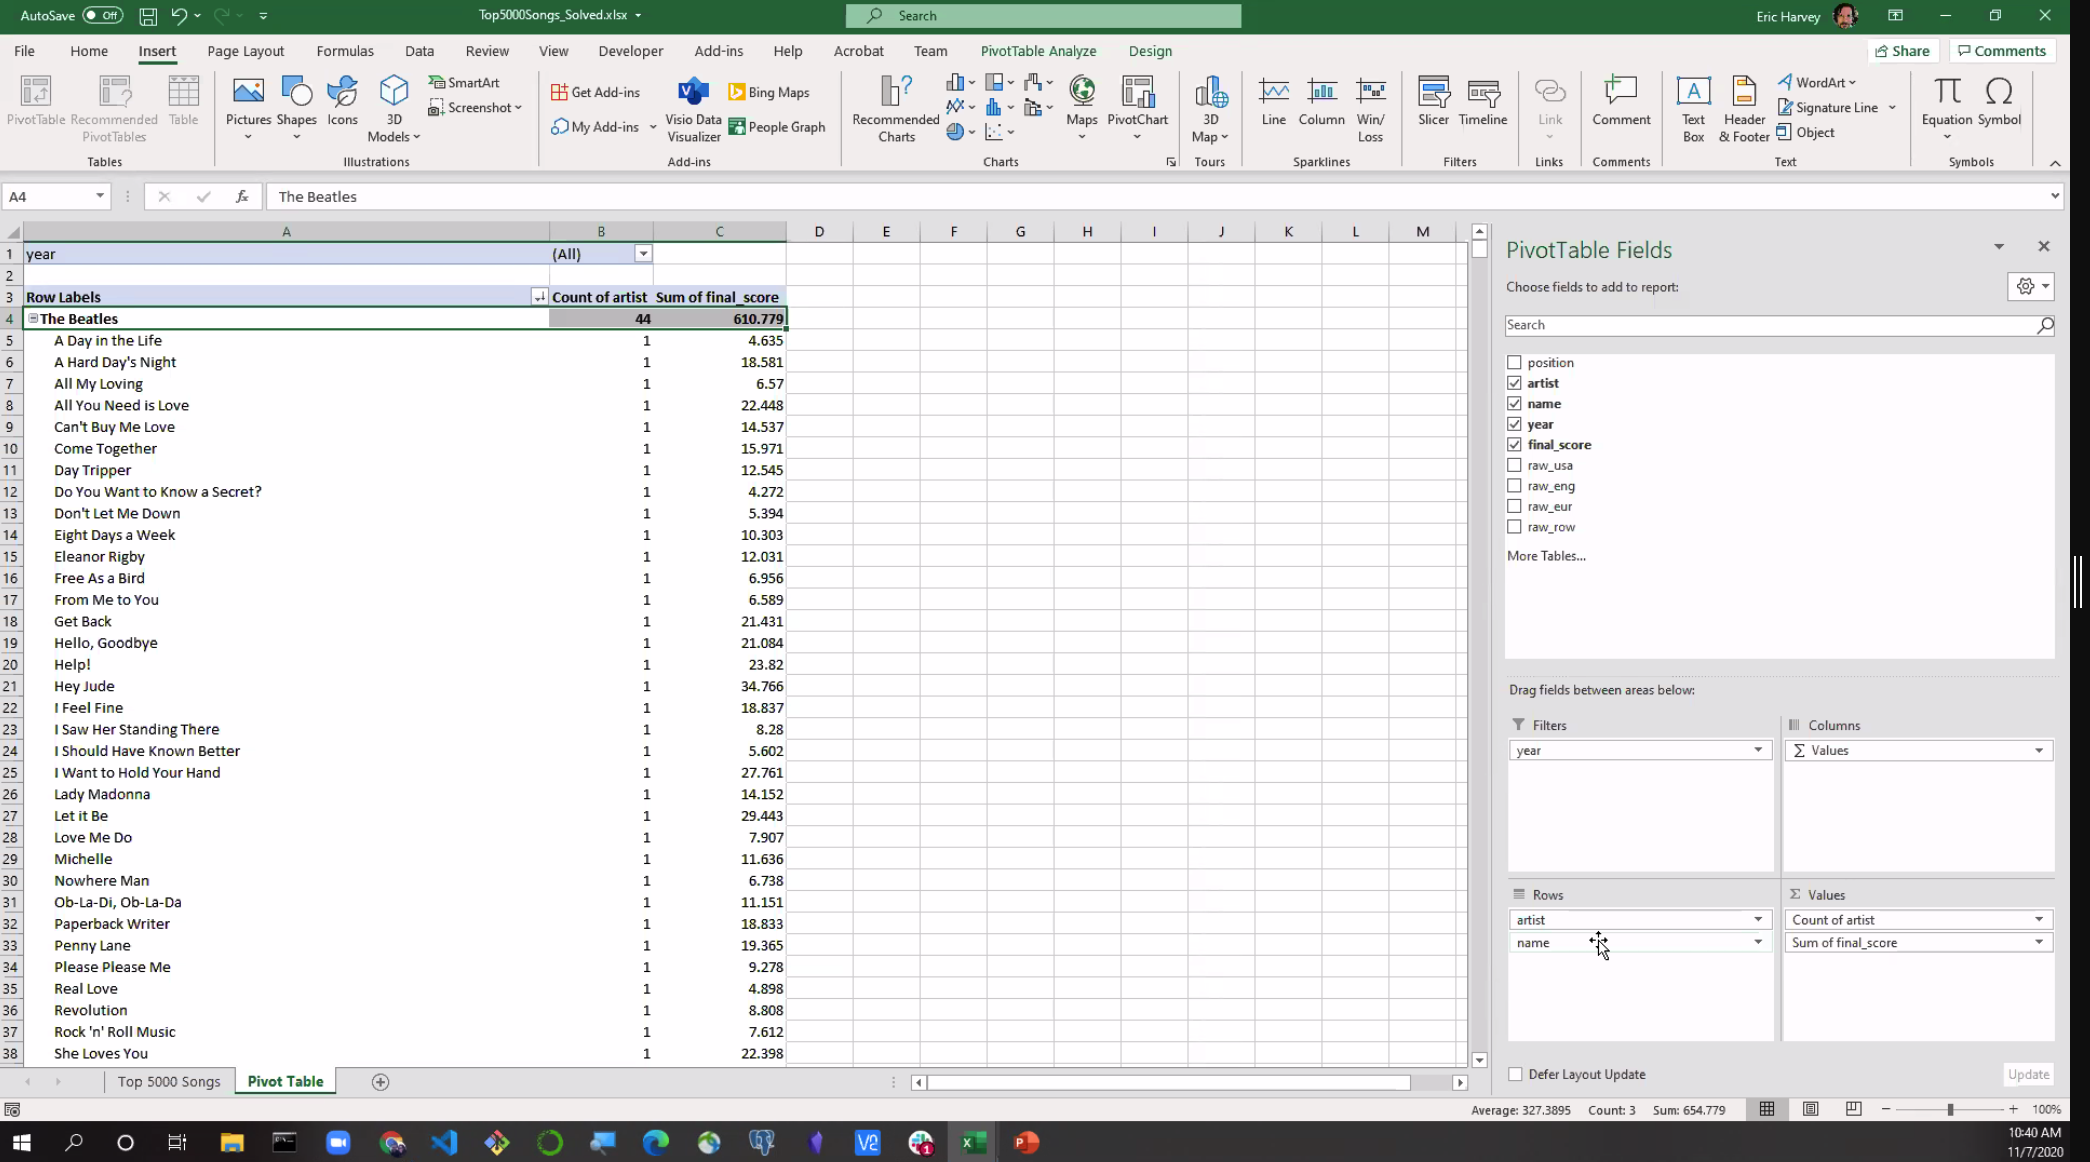 AutoSave Off Top5000Songs_Solved.xlsx Search Eric Harvey
File Home Insert Page Layout Formulas Data Review View Developer Add-ins Help Acrobat Team PivotTable Analyze Design Share Comments
PivotTable Recommended PivotTables Table
Tables
Pictures Shapes Icons 3D Models SmartArt Screenshot
Illustrations
Get Add-ins My Add-ins Visio Data Visualizer Bing Maps People Graph
Add-ins
Recommended Charts Maps PivotChart
Charts
3D Map
Tours
Line Column Win/Loss
Sparklines
Slicer Timeline
Filters
Link
Links
Comment
Comments
Text Box Header & Footer WordArt Signature Line Object
Text
Equation Symbol
Symbols
A4 fx The Beatles
A B C D E F G H I J K L M
1 year (All)
2
3 Row Labels Count of artist Sum of final_score
4 The Beatles 44 610.779
5 A Day in the Life 1 4.635
6 A Hard Day's Night 1 18.581
7 All My Loving 1 6.57
8 All You Need is Love 1 22.448
9 Can't Buy Me Love 1 14.537
10 Come Together 1 15.971
11 Day Tripper 1 12.545
12 Do You Want to Know a Secret? 1 4.272
13 Don't Let Me Down 1 5.394
14 Eight Days a Week 1 10.303
15 Eleanor Rigby 1 12.031
16 Free As a Bird 1 6.956
17 From Me to You 1 6.589
18 Get Back 1 21.431
19 Hello, Goodbye 1 21.084
20 Help! 1 23.82
21 Hey Jude 1 34.766
22 I Feel Fine 1 18.837
23 I Saw Her Standing There 1 8.28
24 I Should Have Known Better 1 5.602
25 I Want to Hold Your Hand 1 27.761
26 Lady Madonna 1 14.152
27 Let it Be 1 29.443
28 Love Me Do 1 7.907
29 Michelle 1 11.636
30 Nowhere Man 1 6.738
31 Ob-La-Di, Ob-La-Da 1 11.151
32 Paperback Writer 1 18.833
33 Penny Lane 1 19.365
34 Please Please Me 1 9.278
35 Real Love 1 4.898
36 Revolution 1 8.808
37 Rock 'n' Roll Music 1 7.612
38 She Loves You 1 22.398
PivotTable Fields
Choose fields to add to report:
Search
position
artist
name
year
final_score
raw_usa
raw_eng
raw_eur
raw_row
More Tables...
Drag fields between areas below:
Filters
year
Columns
Σ Values
Rows
artist
name
Σ Values
Count of artist
Sum of final_score
Defer Layout Update Update
Top 5000 Songs Pivot Table
Average: 327.3895 Count: 3 Sum: 654.779 100%
10:40 AM
11/7/2020